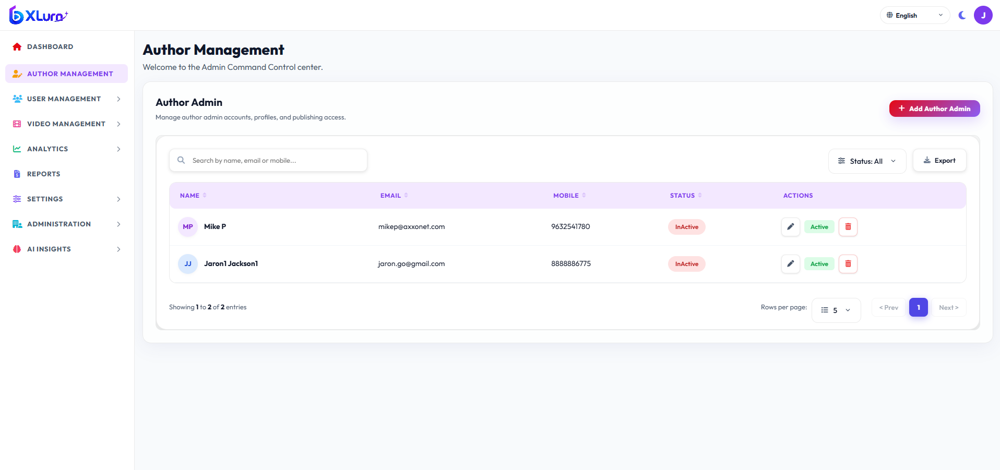 XLurn
English
J
DASHBOARD
AUTHOR MANAGEMENT
USER MANAGEMENT
VIDEO MANAGEMENT
ANALYTICS
REPORTS
SETTINGS
ADMINISTRATION
AI INSIGHTS
Author Management
Welcome to the Admin Command Control center.
Author Admin
Manage author admin accounts, profiles, and publishing access.
+ Add Author Admin
Search by name, email or mobile...
Status: All
Export
NAME EMAIL MOBILE STATUS ACTIONS
MP Mike P mikep@axxonet.com 9632541780 InActive Active
JJ Jaron1 Jackson1 jaron.go@gmail.com 8888886775 InActive Active
Showing 1 to 2 of 2 entries
Rows per page: 5 < Prev 1 Next >